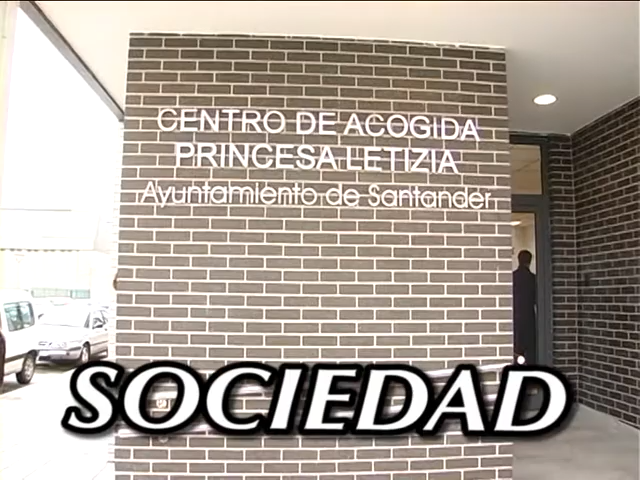 CENTRO DE ACOGIDA
PRINCESA LETIZIA
Ayuntamiento de Santander
SOCIEDAD